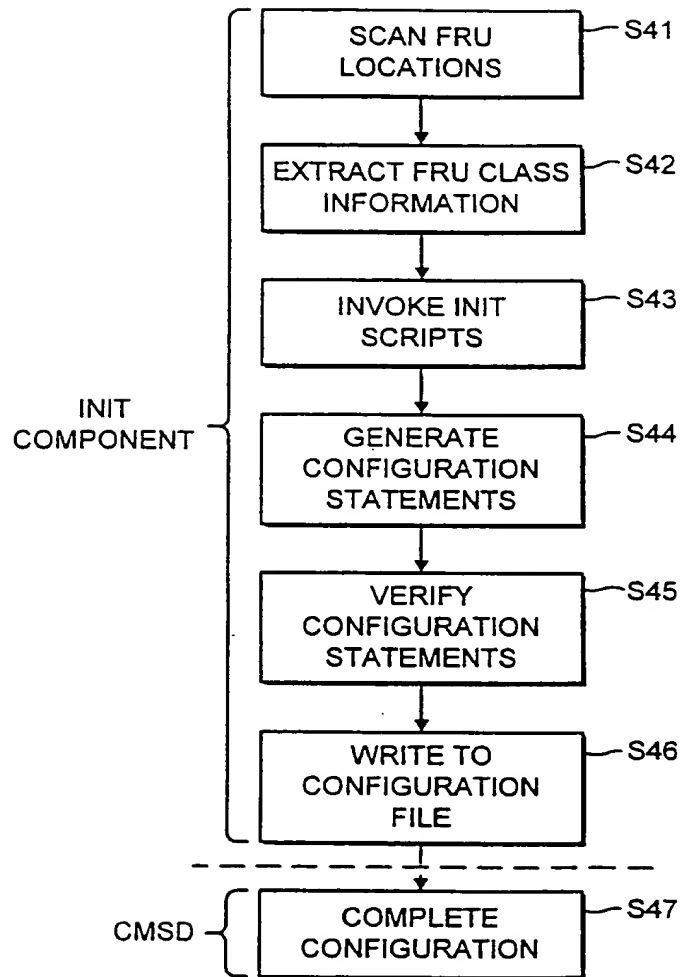 SCAN FRU
LOCATIONS
S41
EXTRACT FRU CLASS
INFORMATION
S42
INVOKE INIT
SCRIPTS
S43
INIT
COMPONENT
GENERATE
CONFIGURATION
STATEMENTS
S44
VERIFY
CONFIGURATION
STATEMENTS
S45
WRITE TO
CONFIGURATION
FILE
S46
CMSD
COMPLETE
CONFIGURATION
S47